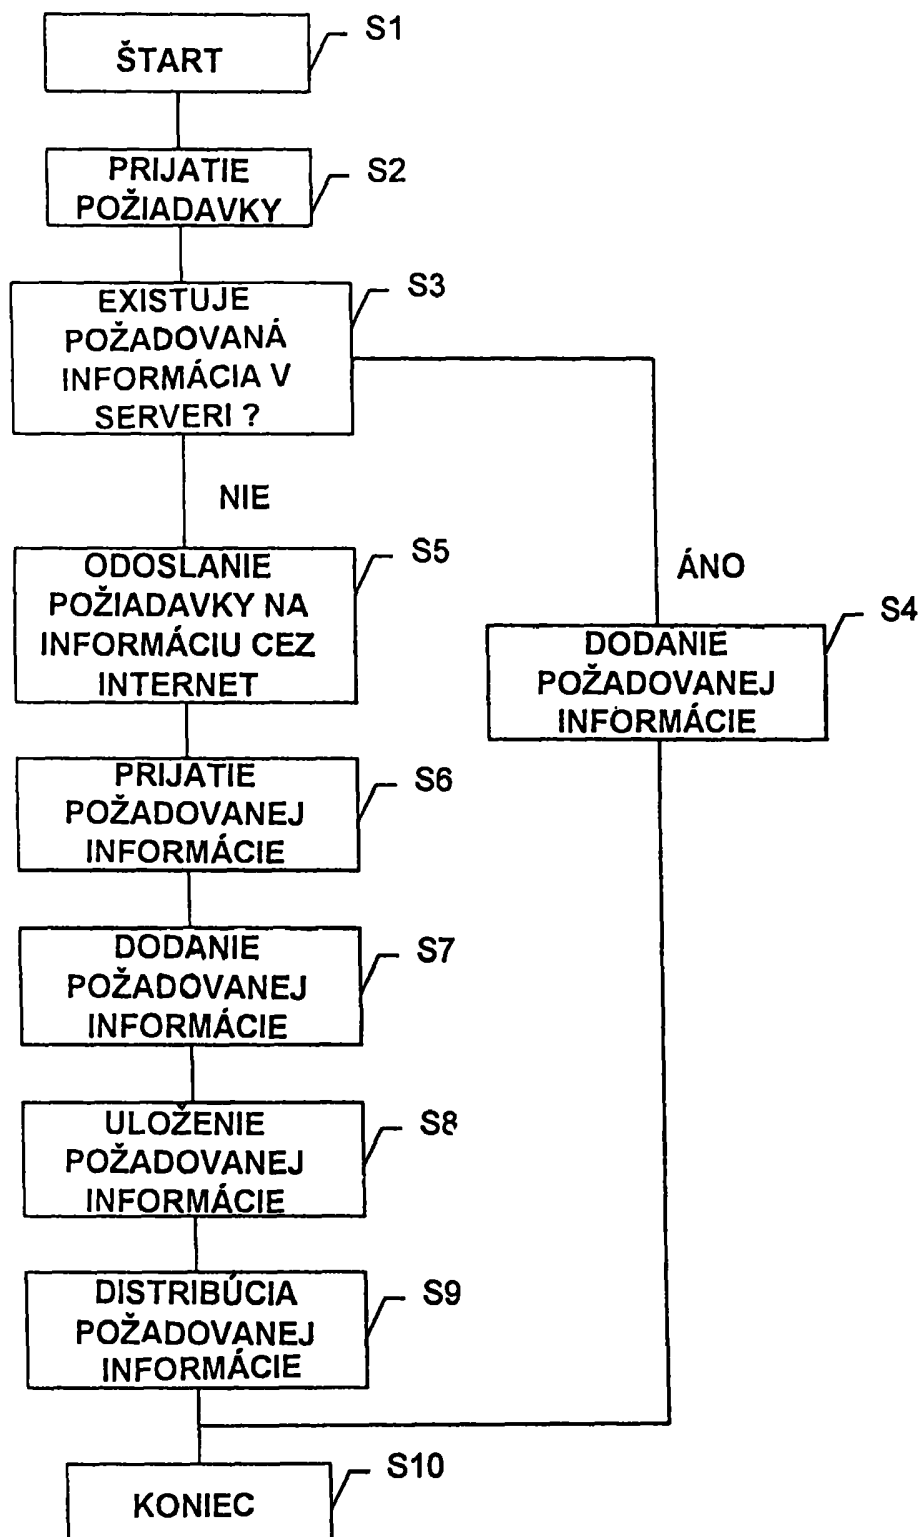 S1
ŠTART
S2
PRIJATIE
POŽIADAVKY
S3
EXISTUJE
POŽADOVANÁ
INFORMÁCIA V
SERVERI ?
NIE
S5
ODOSLANIE
POŽIADAVKY NA
INFORMÁCIU CEZ
INTERNET
ÁNO
S4
DODANIE
POŽADOVANEJ
INFORMÁCIE
S6
PRIJATIE
POŽADOVANEJ
INFORMÁCIE
S7
DODANIE
POŽADOVANEJ
INFORMÁCIE
S8
ULOŽENIE
POŽADOVANEJ
INFORMÁCIE
S9
DISTRIBÚCIA
POŽADOVANEJ
INFORMÁCIE
S10
KONIEC